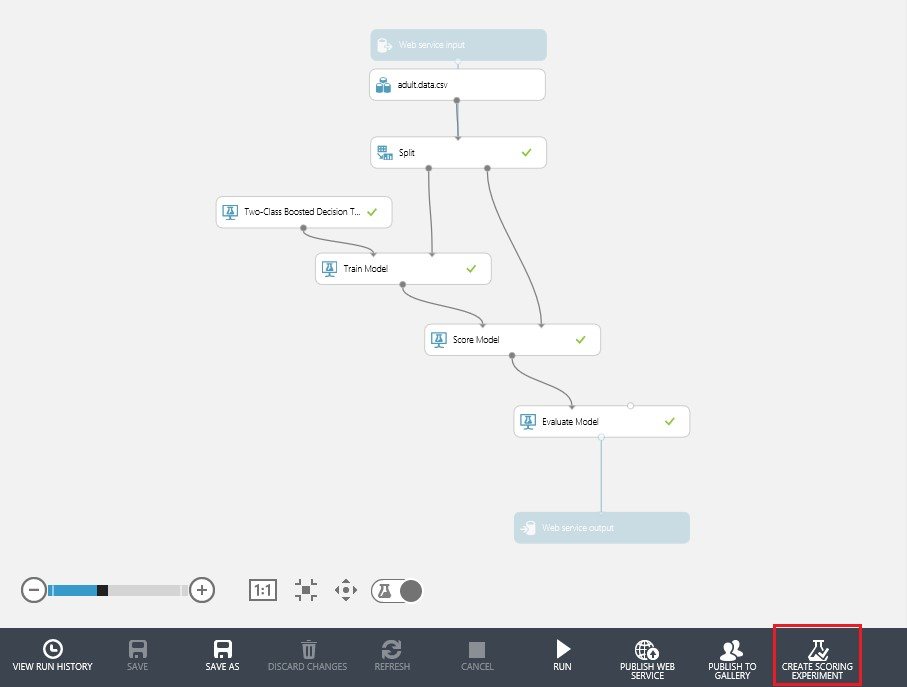 Web service input
adult.data.csv
Split
Two-Class Boosted Decision T...
Train Model
Score Model
Evaluate Model
Web service output
1:1
VIEW RUN HISTORY
SAVE
SAVE AS
DISCARD CHANGES
REFRESH
CANCEL
RUN
PUBLISH WEB
SERVICE
PUBLISH TO
GALLERY
CREATE SCORING
EXPERIMENT